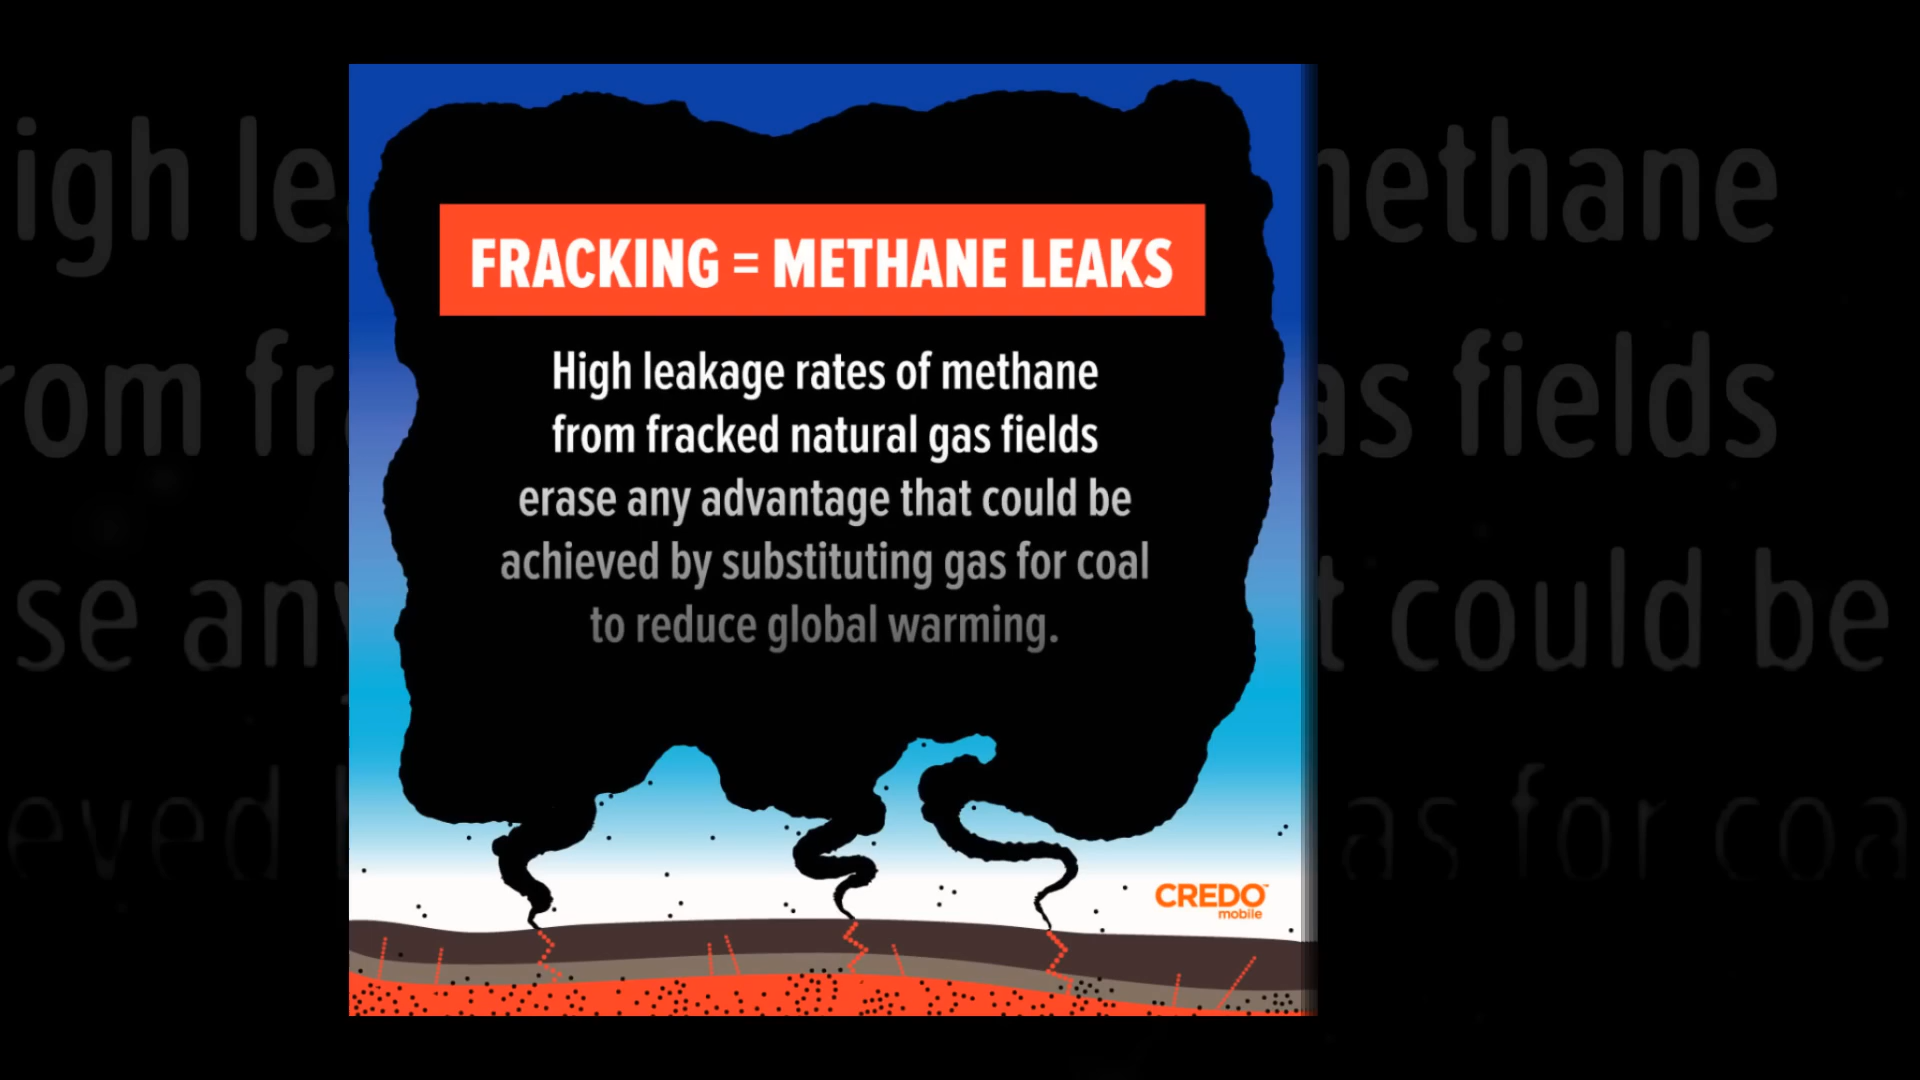 FRACKING = METHANE LEAKS
High leakage rates of methane
from fracked natural gas fields
erase any advantage that could be
achieved by substituting gas for coal
to reduce global warming.
CREDO™
mobile